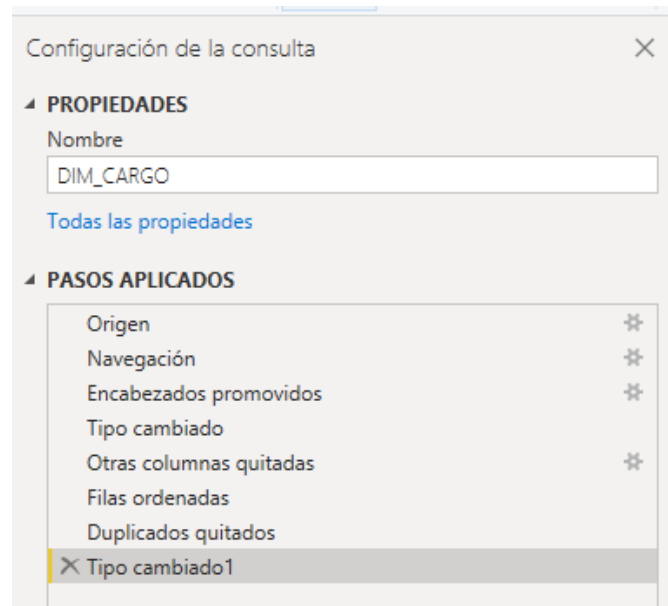 Configuración de la consulta
PROPIEDADES
Nombre
DIM_CARGO
Todas las propiedades
PASOS APLICADOS
Origen
Navegación
Encabezados promovidos
Tipo cambiado
Otras columnas quitadas
Filas ordenadas
Duplicados quitados
Tipo cambiado1